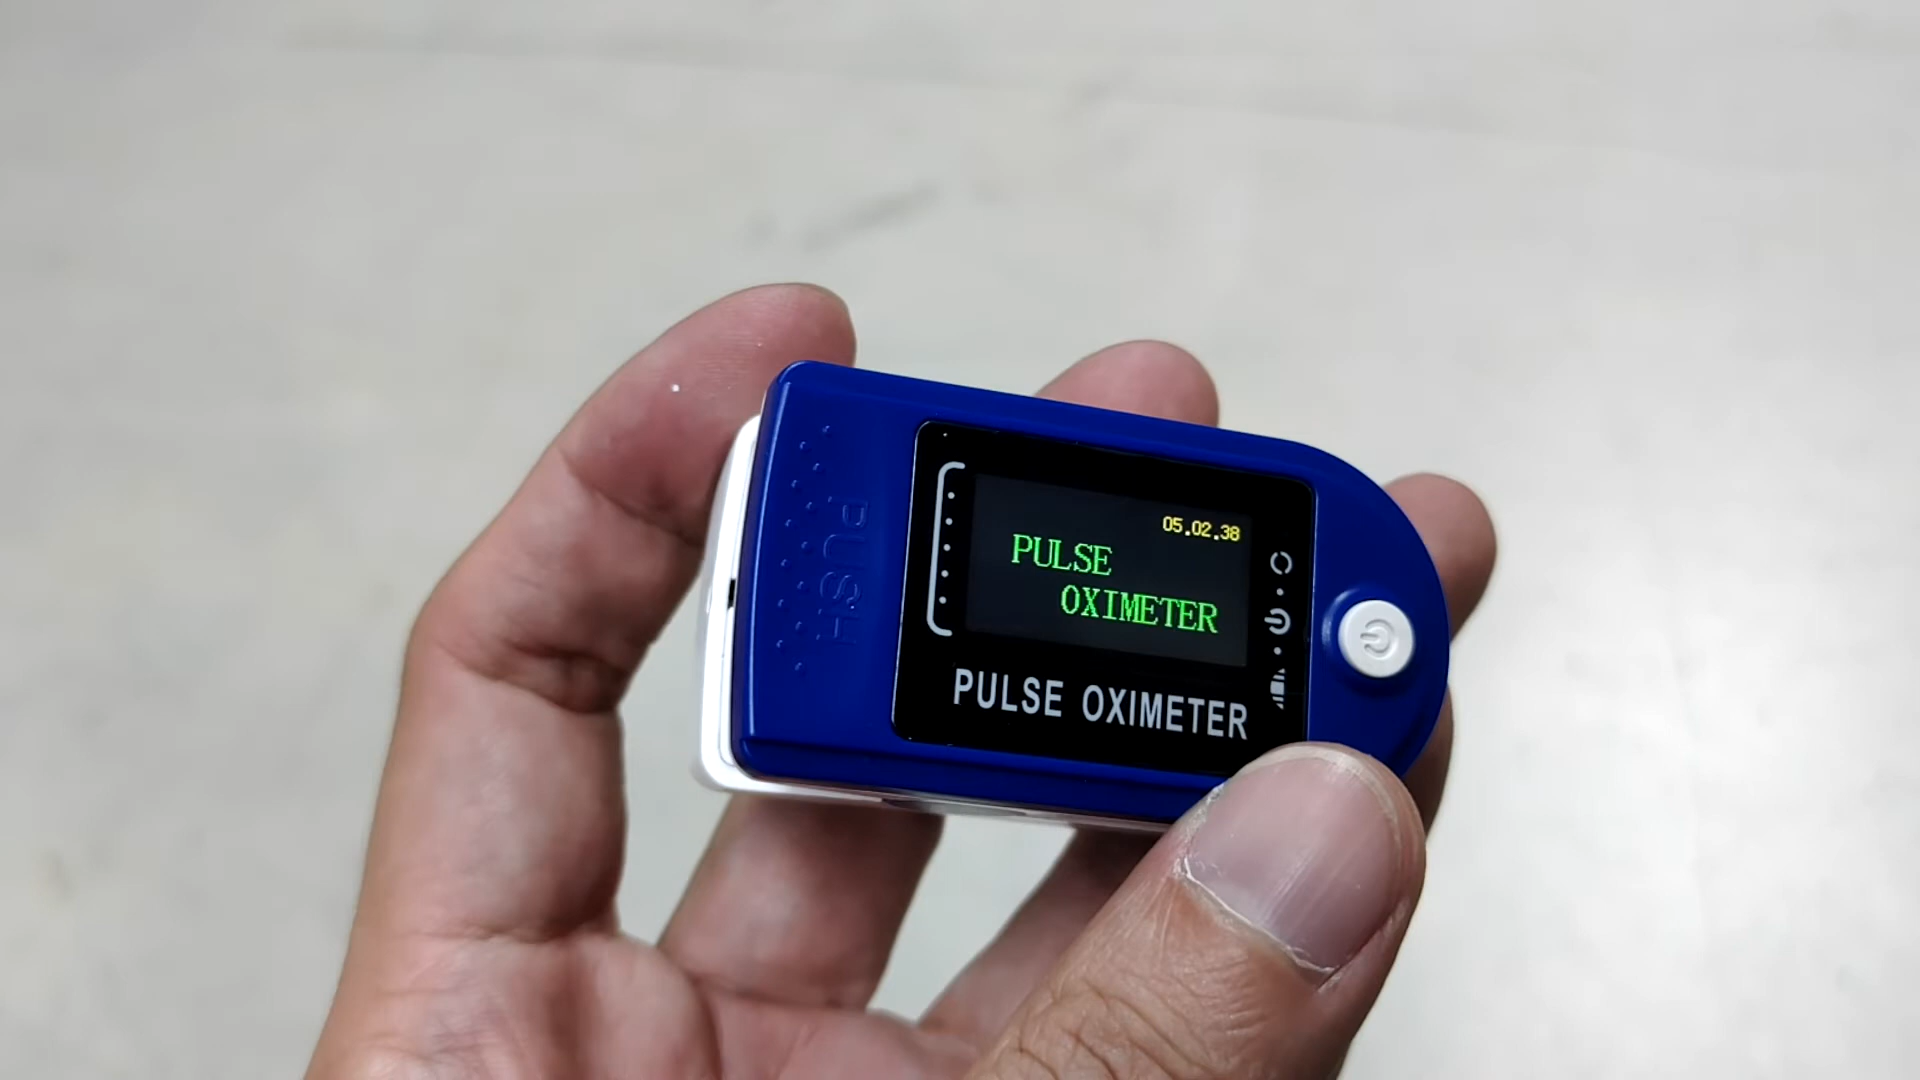 05.02.38
PULSE
OXIMETER
PULSE OXIMETER
PUSH